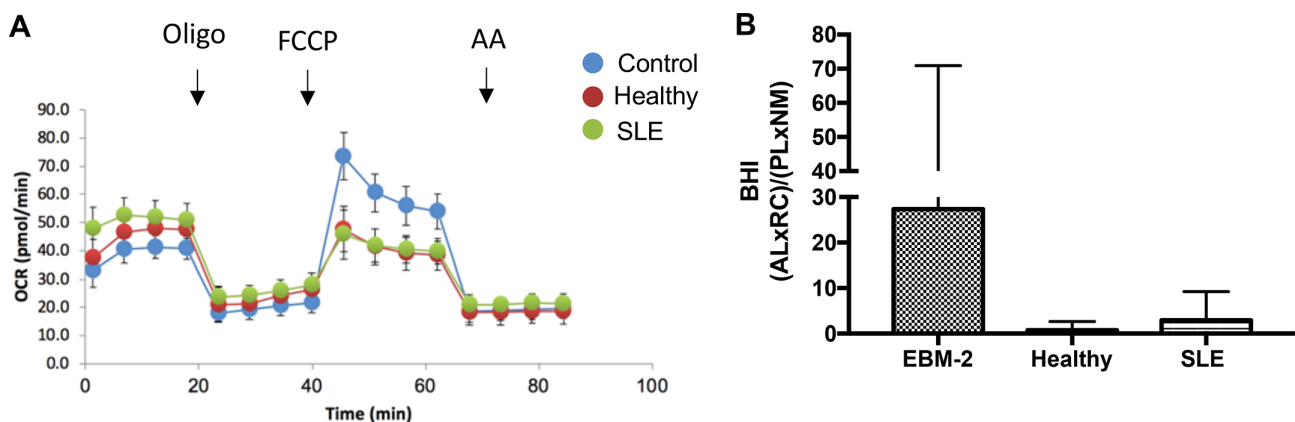 A
Oligo
FCCP
AA
Control
Healthy
SLE
90.0
80.0
70.0
60.0
50.0
40.0
30.0
20.0
10.0
0.0
OCR (pmol/min)
0 20 40 60 80 100
Time (min)
B
80
70
60
50
40
30
20
10
0
BHI
(ALxRC)/(PLxNM)
EBM-2 Healthy SLE